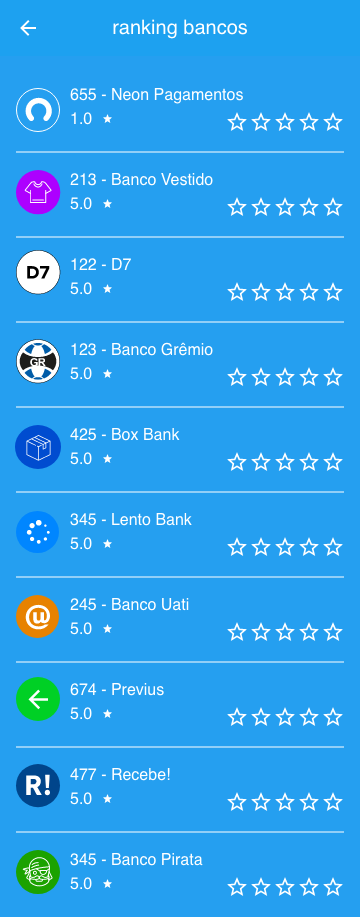 ranking bancos
655 - Neon Pagamentos
1.0
213 - Banco Vestido
5.0
D7
122 - D7
5.0
GR
123 - Banco Grêmio
5.0
425 - Box Bank
5.0
345 - Lento Bank
5.0
@
245 - Banco Uati
5.0
674 - Previus
5.0
R!
477 - Recebe!
5.0
345 - Banco Pirata
5.0